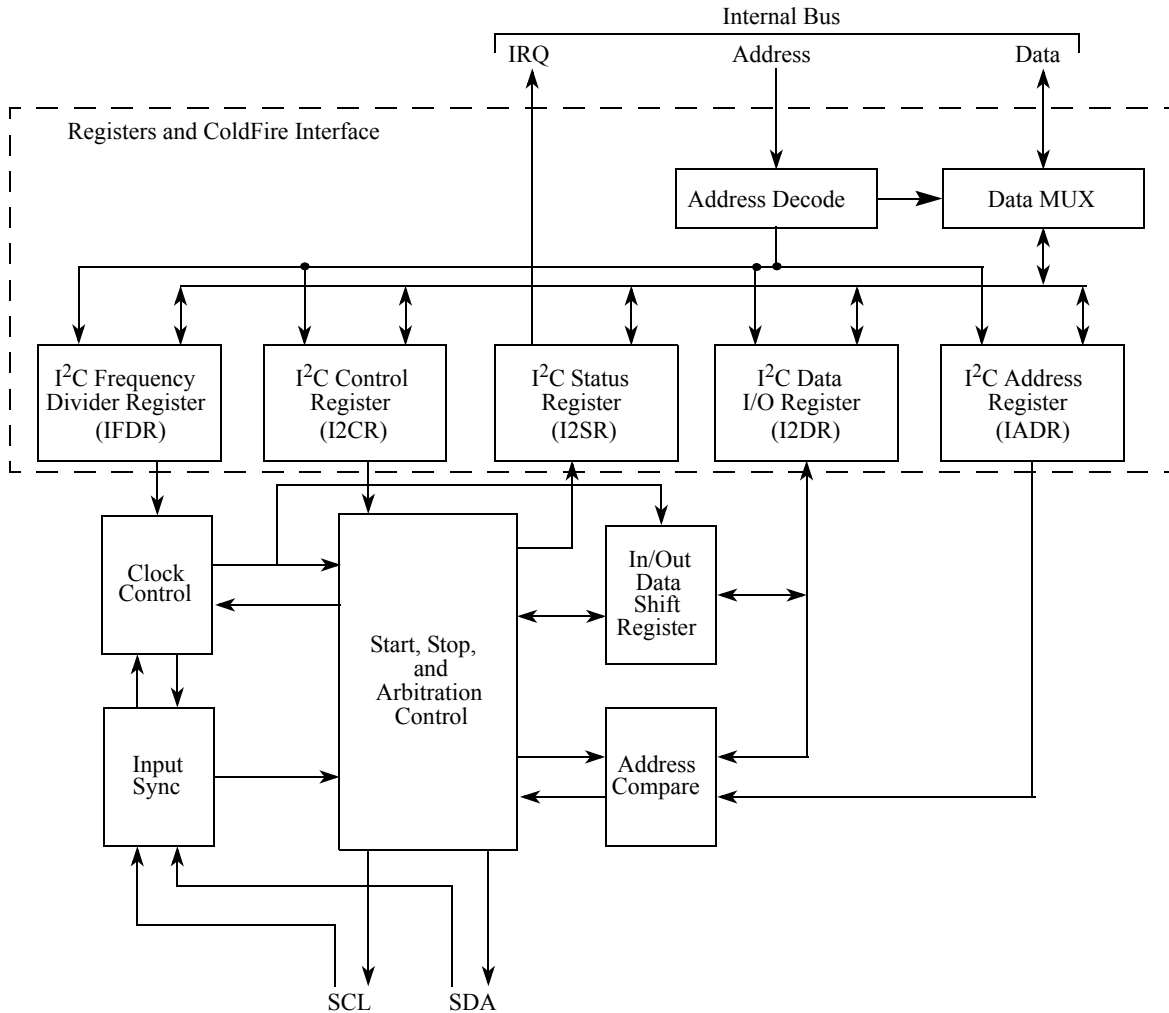 Internal Bus
IRQ
Address
Data
Registers and ColdFire Interface
Address Decode
Data MUX
I²C Frequency
Divider Register
(IFDR)
I²C Control
Register
(I2CR)
I²C Status
Register
(I2SR)
I²C Data
I/O Register
(I2DR)
I²C Address
Register
(IADR)
Clock
Control
Start, Stop,
and
Arbitration
Control
In/Out
Data
Shift
Register
Input
Sync
Address
Compare
SCL
SDA